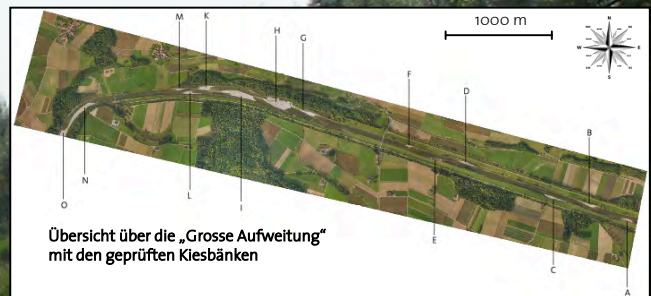 1000 m
N
W E
S
M K H G
F D B
N O L I E C A
Übersicht über die „Grosse Aufweitung“
mit den geprüften Kiesbänken